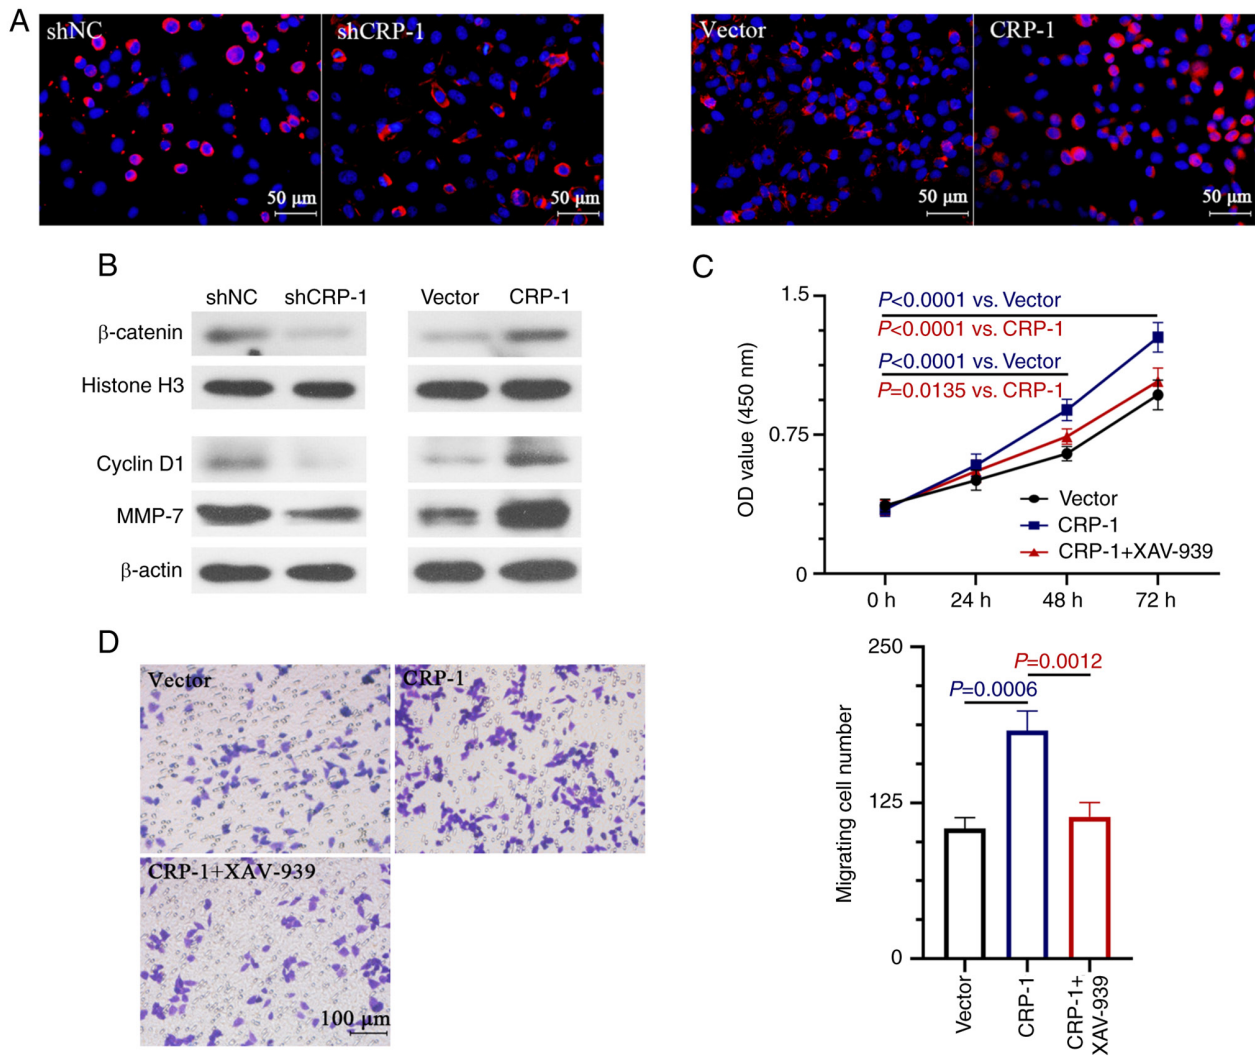 A
shNC
shCRP-1
Vector
CRP-1
50 μm
50 μm
50 μm
50 μm
B
shNC
shCRP-1
Vector
CRP-1
β-catenin
Histone H3
Cyclin D1
MMP-7
β-actin
C
OD value (450 nm)
1.5
0.75
0
P<0.0001 vs. Vector
P<0.0001 vs. CRP-1
P<0.0001 vs. Vector
P=0.0135 vs. CRP-1
Vector
CRP-1
CRP-1+XAV-939
0 h
24 h
48 h
72 h
D
Vector
CRP-1
CRP-1+XAV-939
100 μm
Migrating cell number
250
125
0
P=0.0012
P=0.0006
Vector
CRP-1
CRP-1+
XAV-939